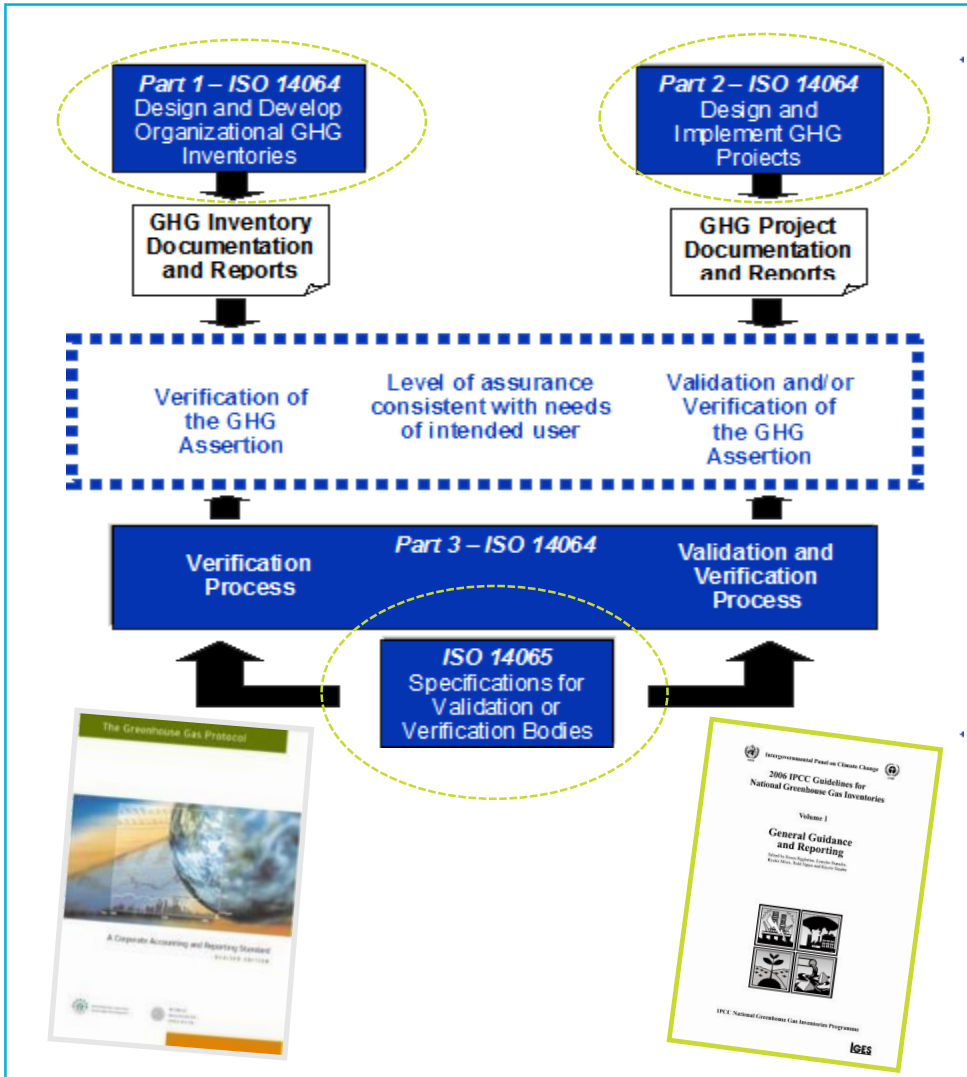 Part 1 – ISO 14064
Design and Develop
Organizational GHG
Inventories
Part 2 – ISO 14064
Design and
Implement GHG
Projects
GHG Inventory
Documentation
and Reports
GHG Project
Documentation
and Reports
Verification of
the GHG
Assertion
Level of assurance
consistent with needs
of intended user
Validation and/or
Verification of
the GHG
Assertion
Part 3 – ISO 14064
Verification
Process
Validation and
Verification
Process
ISO 14065
Specifications for
Validation or
Verification Bodies
The Greenhouse Gas Protocol
A Corporate Accounting and Reporting Standard
REVISED EDITION
Intergovernmental Panel on Climate Change
2006 IPCC Guidelines for
National Greenhouse Gas Inventories
Volume 1
General Guidance
and Reporting
IPCC National Greenhouse Gas Inventories Programme
IGES